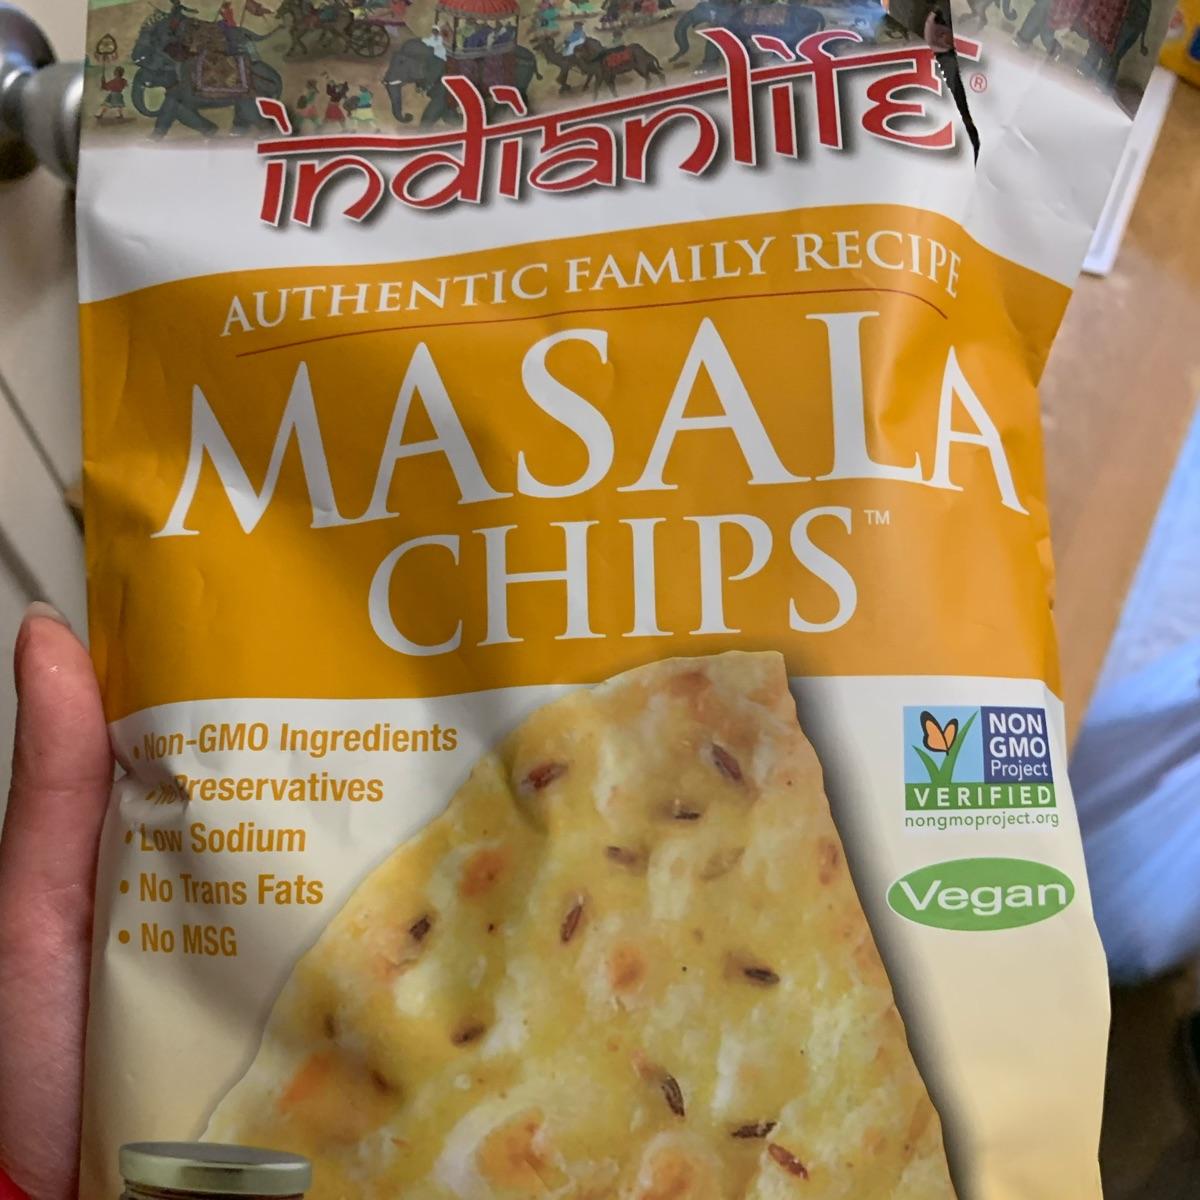 indianlife®
AUTHENTIC FAMILY RECIPE
MASALA
CHIPS™
• Non-GMO Ingredients
• No Preservatives
• Low Sodium
• No Trans Fats
• No MSG
NON
GMO
Project
VERIFIED
nongmoproject.org
Vegan